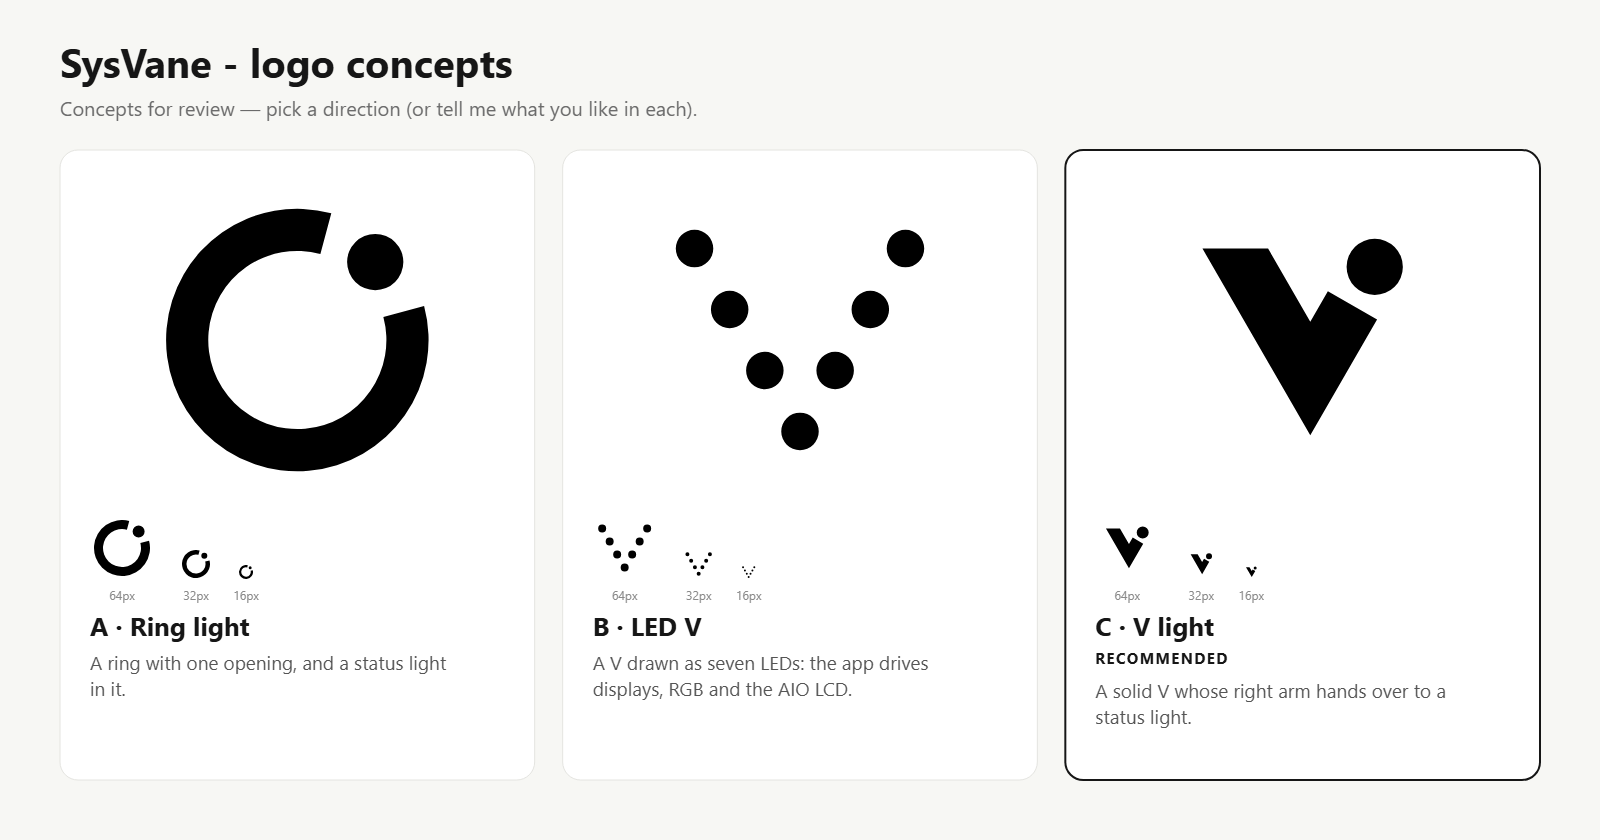 SysVane - logo concepts
Concepts for review — pick a direction (or tell me what you like in each).
64px 32px 16px
A · Ring light
A ring with one opening, and a status light
in it.
64px 32px 16px
B · LED V
A V drawn as seven LEDs: the app drives
displays, RGB and the AIO LCD.
64px 32px 16px
C · V light
RECOMMENDED
A solid V whose right arm hands over to a
status light.